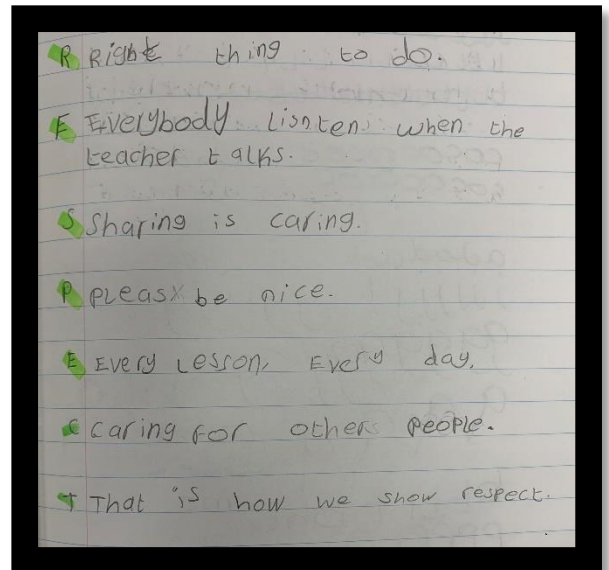 R Right thing to do.
E Everybody Lisnten when the
teacher talks.
S Sharing is caring.
P please be nice.
E Every Lesson, Every day,
C Caring for other people.
T That is how we show respect.